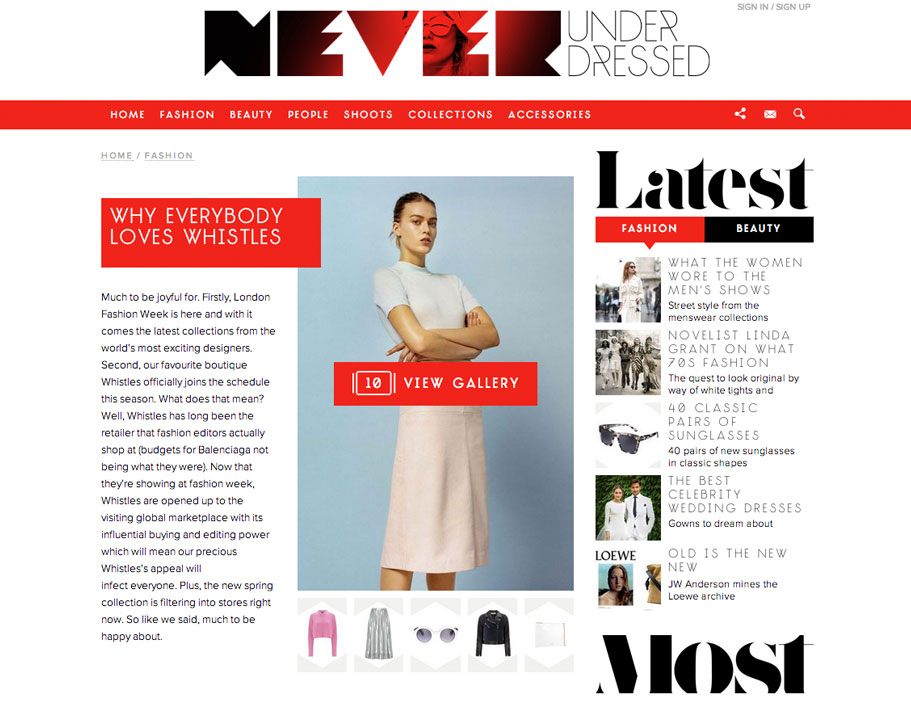 SIGN IN / SIGN UP
NEVER UNDER
DRESSED
HOME FASHION BEAUTY PEOPLE SHOOTS COLLECTIONS ACCESSORIES
HOME / FASHION
WHY EVERYBODY
LOVES WHISTLES
Much to be joyful for. Firstly, London
Fashion Week is here and with it
comes the latest collections from the
world's most exciting designers.
Second, our favourite boutique
Whistles officially joins the schedule
this season. What does that mean?
Well, Whistles has long been the
retailer that fashion editors actually
shop at (budgets for Balenciaga not
being what they were). Now that
they're showing at fashion week,
Whistles are opened up to the
visiting global marketplace with its
influential buying and editing power
which will mean our precious
Whistles's appeal will
infect everyone. Plus, the new spring
collection is filtering into stores right
now. So like we said, much to be
happy about.
10 VIEW GALLERY
Latest
FASHION BEAUTY
WHAT THE WOMEN
WORE TO THE
MEN'S SHOWS
Street style from the
menswear collections
NOVELIST LINDA
GRANT ON WHAT
70S FASHION
The quest to look original by
way of white tights and
40 CLASSIC
PAIRS OF
SUNGLASSES
40 pairs of new sunglasses
in classic shapes
THE BEST
CELEBRITY
WEDDING DRESSES
Gowns to dream about
LOEWE
OLD IS THE NEW
NEW
JW Anderson mines the
Loewe archive
Most